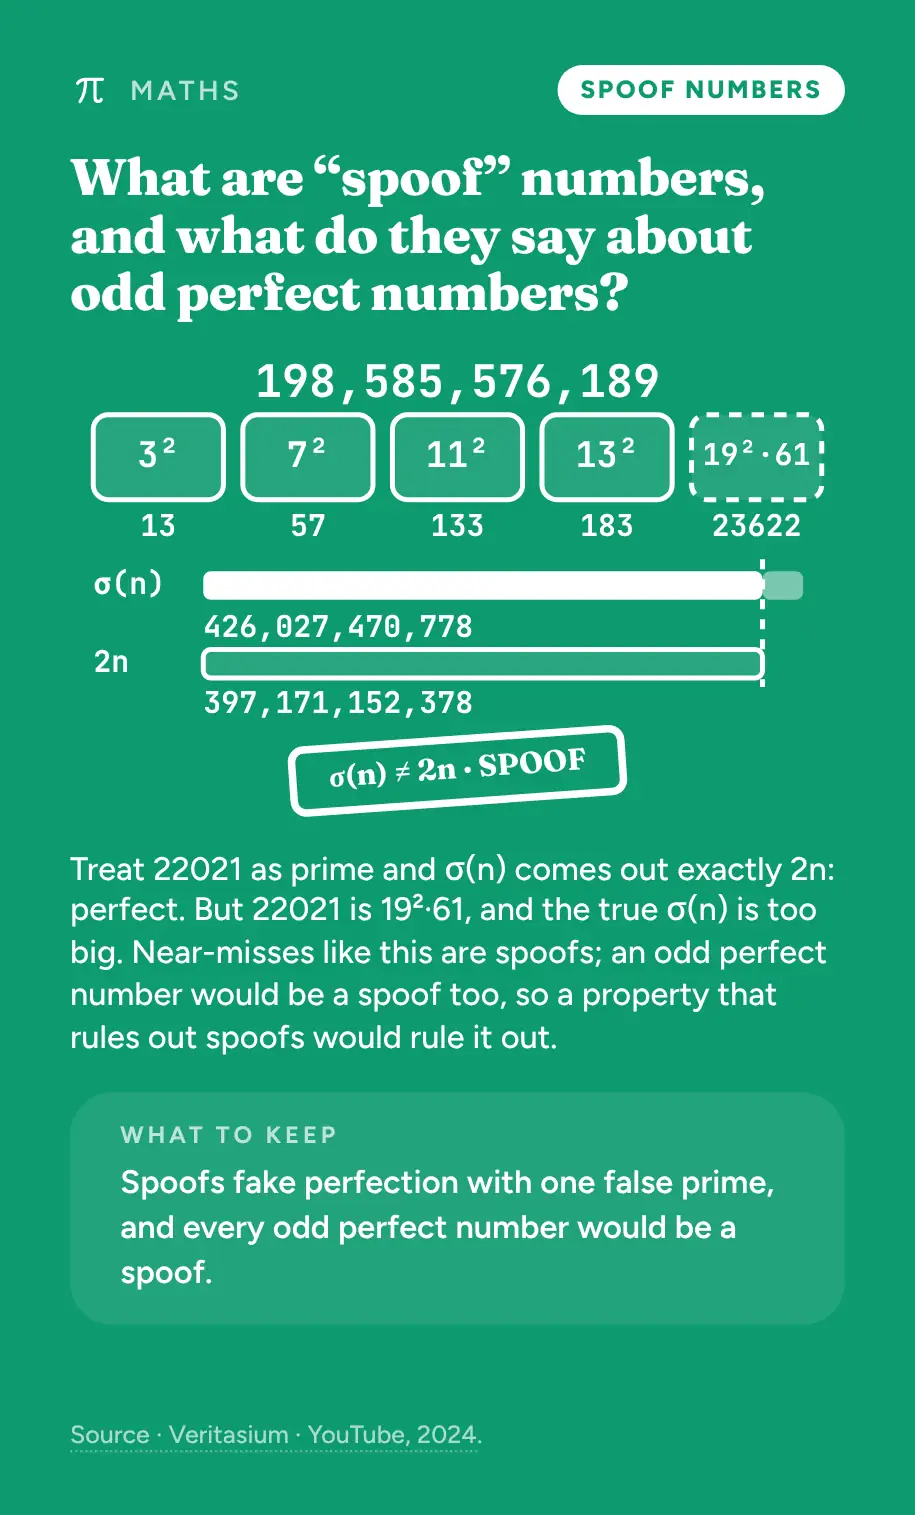 π MATHS
SPOOF NUMBERS
What are “spoof” numbers,
and what do they say about
odd perfect numbers?
198,585,576,189
3² 7² 11² 13² 19²·61
13 57 133 183 23622
σ(n)
426,027,470,778
2n
397,171,152,378
σ(n) ≠ 2n · SPOOF
Treat 22021 as prime and σ(n) comes out exactly 2n:
perfect. But 22021 is 19²·61, and the true σ(n) is too
big. Near-misses like this are spoofs; an odd perfect
number would be a spoof too, so a property that
rules out spoofs would rule it out.
WHAT TO KEEP
Spoofs fake perfection with one false prime,
and every odd perfect number would be a
spoof.
Source · Veritasium · YouTube, 2024.